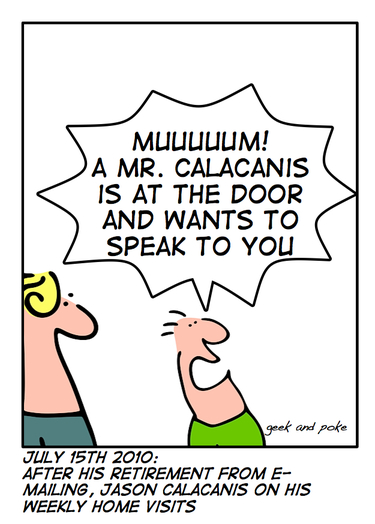 MUUUUUM!
A MR. CALACANIS
IS AT THE DOOR
AND WANTS TO
SPEAK TO YOU
geek and poke
JULY 15TH 2010:
AFTER HIS RETIREMENT FROM E-
MAILING, JASON CALACANIS ON HIS
WEEKLY HOME VISITS